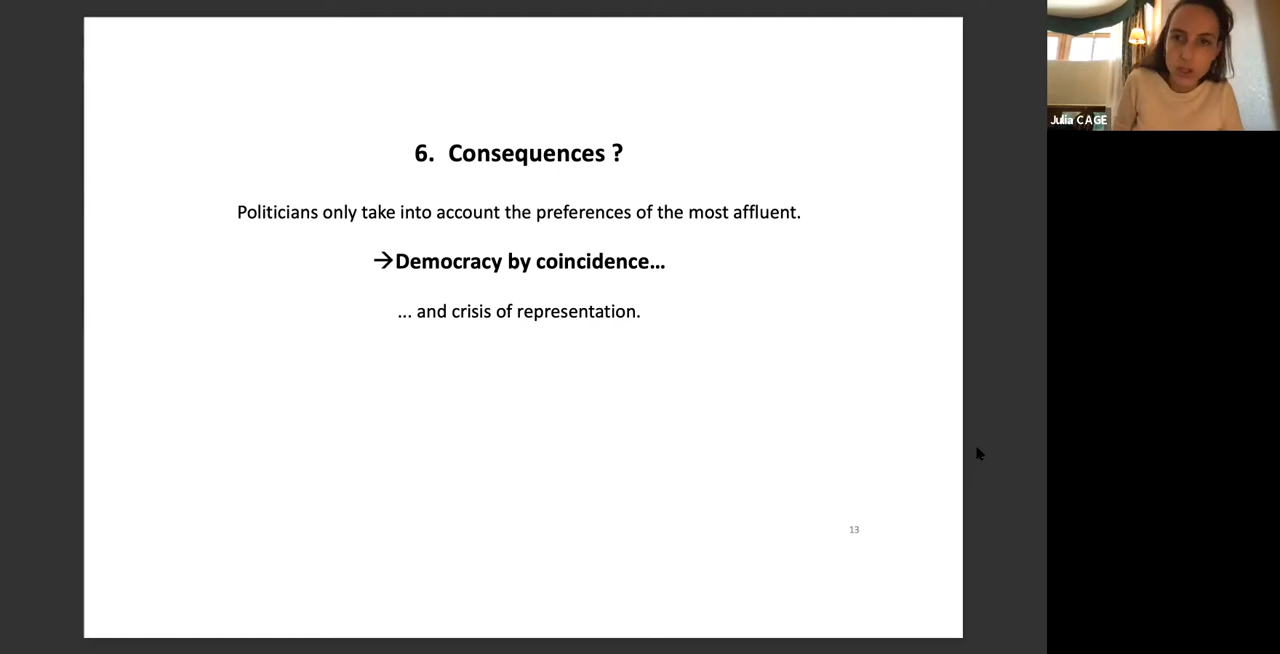 6. Consequences ?
Politicians only take into account the preferences of the most affluent.
→Democracy by coincidence...
... and crisis of representation.
13
Julia CAGE